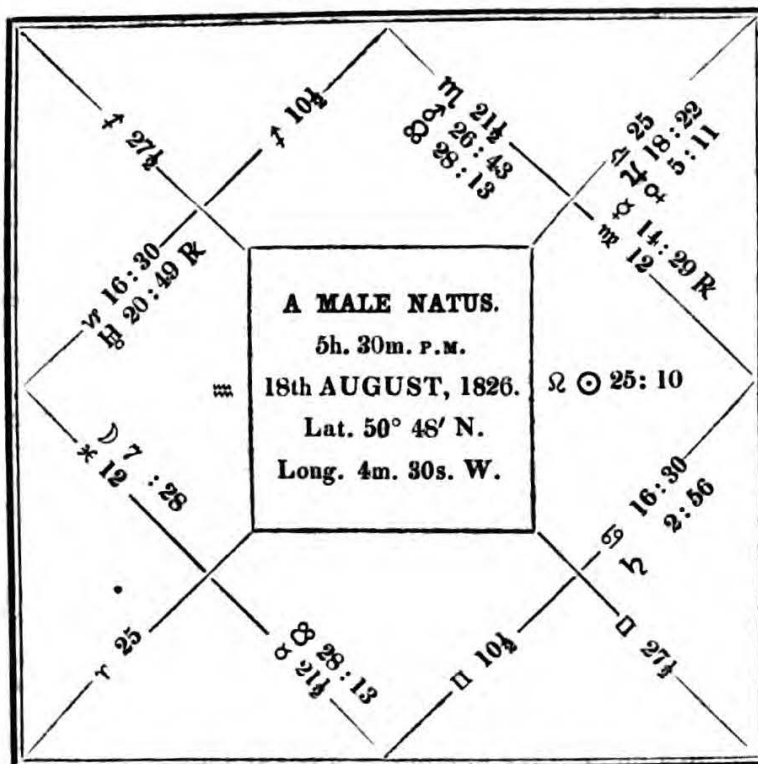 ♐ 27½
♐ 10½
♏ 21½
♂ 26:43
☊ 28:13
♎ 25
♃ 18:22
♀ 5:11
☿ 14:29 ℞
♍ 12
♑ 16:30
♅ 20:49 ℞
A MALE NATUS.
5h. 30m. P.M.
♒ 18th AUGUST, 1826. ♌ ☉ 25:10
Lat. 50° 48′ N.
Long. 4m. 30s. W.
☽ 7:28
♓ 12
♋ 16:30
♄ 2:56
♈ 25
☋ 28:13
♉ 21½
♊ 10½
♊ 27½